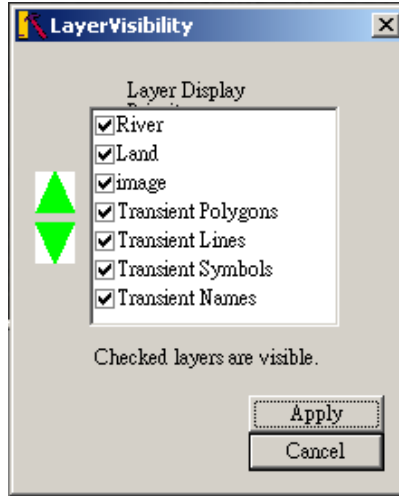 LayerVisibility
Layer Display
River
Land
image
Transient Polygons
Transient Lines
Transient Symbols
Transient Names
Checked layers are visible.
Apply
Cancel